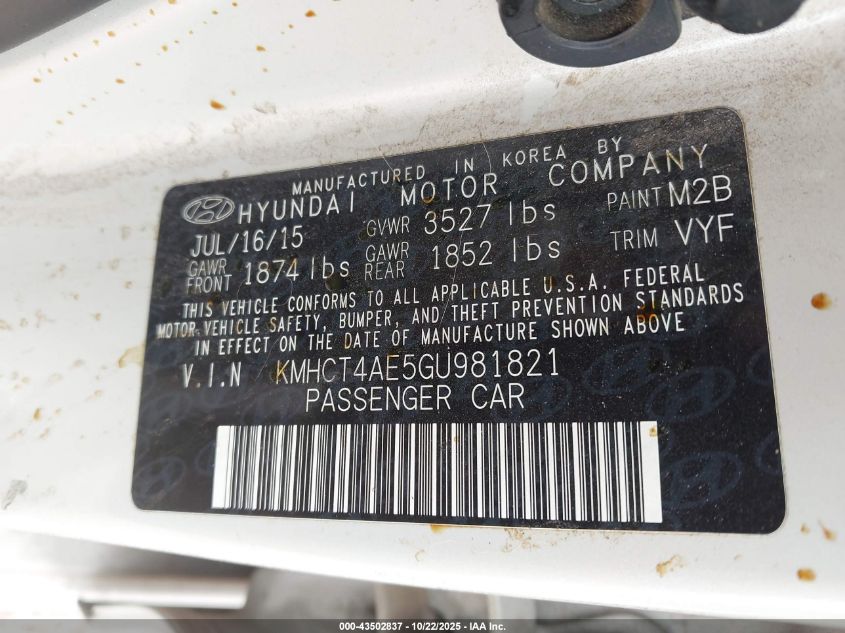 MANUFACTURED IN KOREA BY
HYUNDAI MOTOR COMPANY
JUL/16/15 GVWR 3527 lbs PAINT M2B
GAWR FRONT 1874 lbs GAWR REAR 1852 lbs TRIM VYF
THIS VEHICLE CONFORMS TO ALL APPLICABLE U.S.A. FEDERAL
MOTOR VEHICLE SAFETY, BUMPER, AND THEFT PREVENTION STANDARDS
IN EFFECT ON THE DATE OF MANUFACTURE SHOWN ABOVE
V.I.N KMHCT4AE5GU981821
PASSENGER CAR
000-43502837 - 10/22/2025 - IAA Inc.